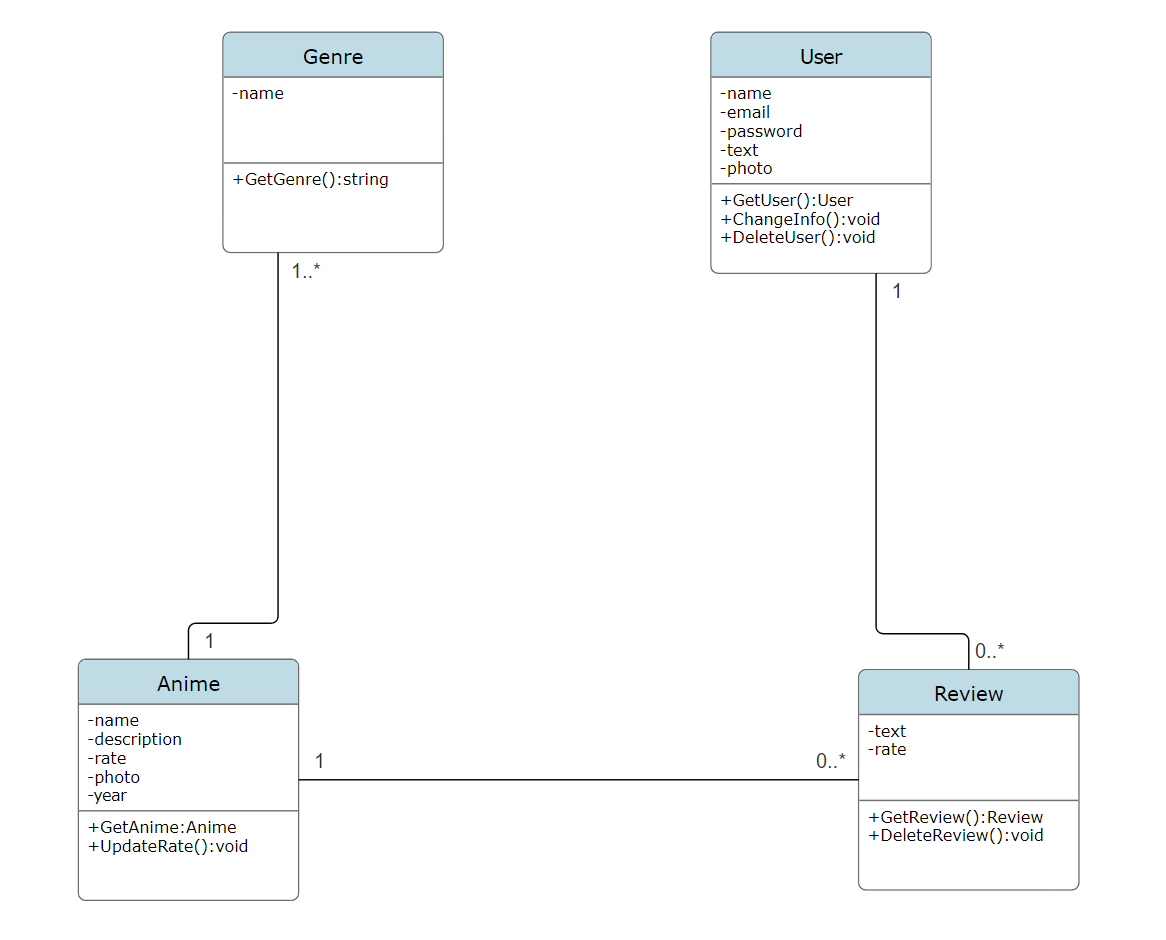 Genre
-name
+GetGenre():string
1..*
User
-name
-email
-password
-text
-photo
+GetUser():User
+ChangeInfo():void
+DeleteUser():void
1
1
Anime
-name
-description
-rate
-photo
-year
+GetAnime:Anime
+UpdateRate():void
1
0..*
0..*
Review
-text
-rate
+GetReview():Review
+DeleteReview():void